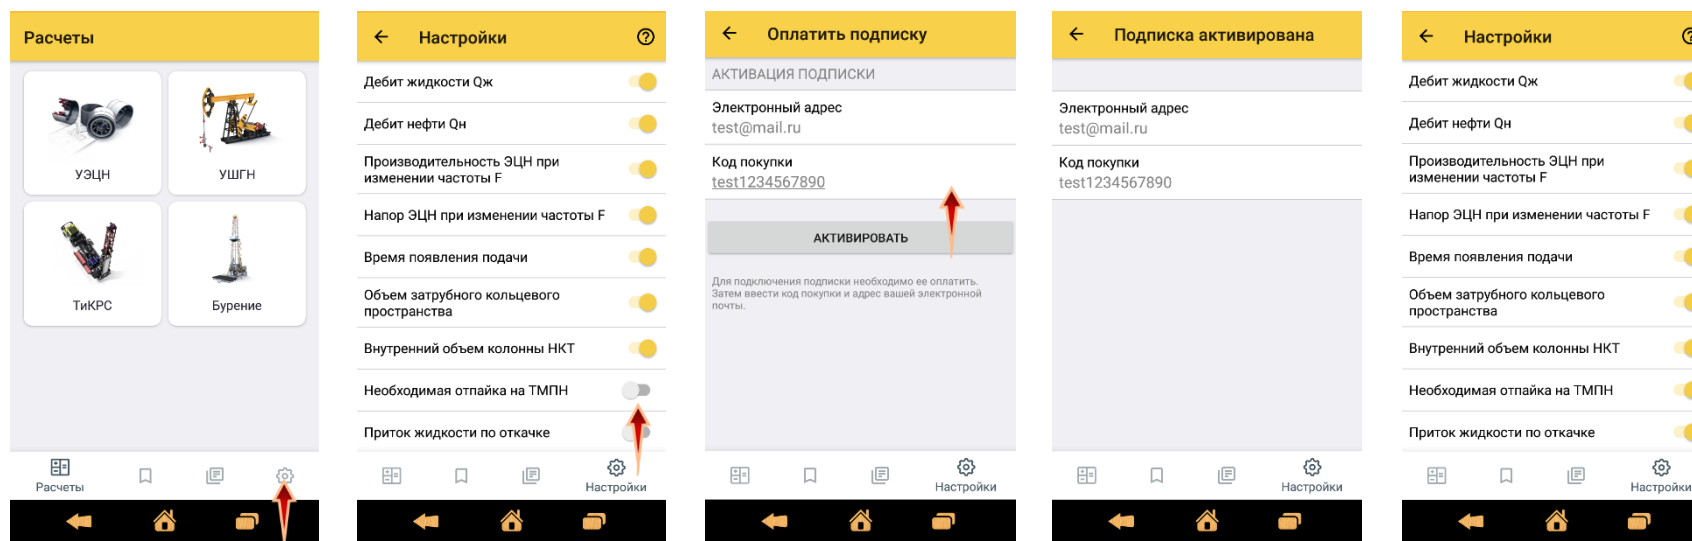 Расчеты
УЭЦН
УШГН
ТиКРС
Бурение
Расчеты
Настройки
Дебит жидкости Qж
Дебит нефти Qн
Производительность ЭЦН при
изменении частоты F
Напор ЭЦН при изменении частоты F
Время появления подачи
Объем затрубного кольцевого
пространства
Внутренний объем колонны НКТ
Необходимая отпайка на ТМПН
Приток жидкости по откачке
Настройки
Оплатить подписку
АКТИВАЦИЯ ПОДПИСКИ
Электронный адрес
test@mail.ru
Код покупки
test1234567890
АКТИВИРОВАТЬ
Для подключения подписки необходимо ее оплатить.
Затем ввести код покупки и адрес вашей электронной
почты.
Настройки
Подписка активирована
Электронный адрес
test@mail.ru
Код покупки
test1234567890
Настройки
Настройки
Дебит жидкости Qж
Дебит нефти Qн
Производительность ЭЦН при
изменении частоты F
Напор ЭЦН при изменении частоты F
Время появления подачи
Объем затрубного кольцевого
пространства
Внутренний объем колонны НКТ
Необходимая отпайка на ТМПН
Приток жидкости по откачке
Настройки